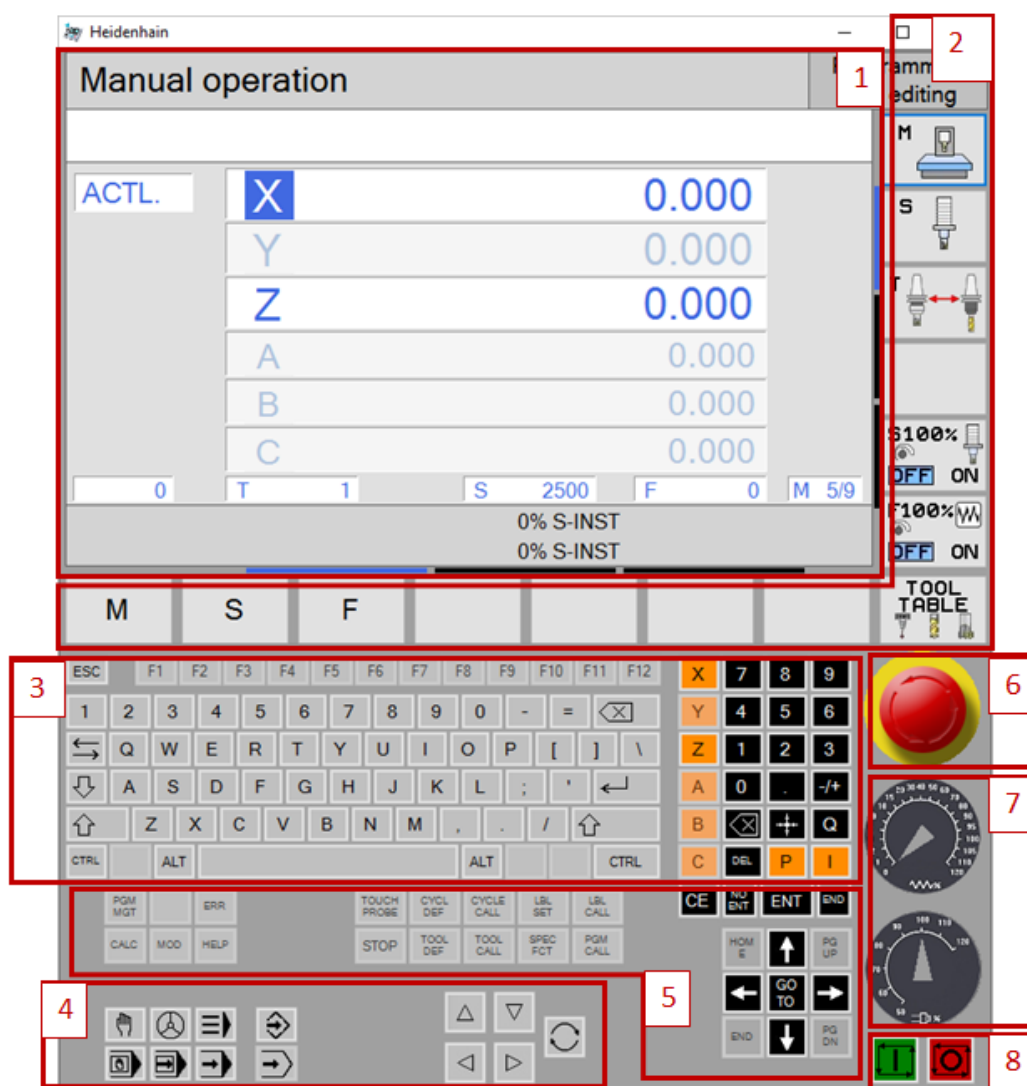 Heidenhain
2
Manual operation
1
editing
M
ACTL.
X 0.000
S
Y 0.000
Z 0.000
T
A 0.000
B 0.000
C 0.000
S100%
OFF ON
0 T 1 S 2500 F 0 M 5/9
0% S-INST
0% S-INST
F100%
OFF ON
M S F
TOOL
TABLE
3
ESC F1 F2 F3 F4 F5 F6 F7 F8 F9 F10 F11 F12 X 7 8 9
6
1 2 3 4 5 6 7 8 9 0 - = Y 4 5 6
Q W E R T Y U I O P [ ] \ Z 1 2 3
A S D F G H J K L ; ' A 0 . -/+
7
Z X C V B N M , . / B Q
CTRL ALT ALT CTRL C DEL P I
PGM MGT ERR TOUCH PROBE CYCL DEF CYCLE CALL LBL SET LBL CALL CE NO ENT ENT END
CALC MOD HELP STOP TOOL DEF TOOL CALL SPEC FCT PGM CALL HOME PG UP
4
5
GO TO
END PG DN
8